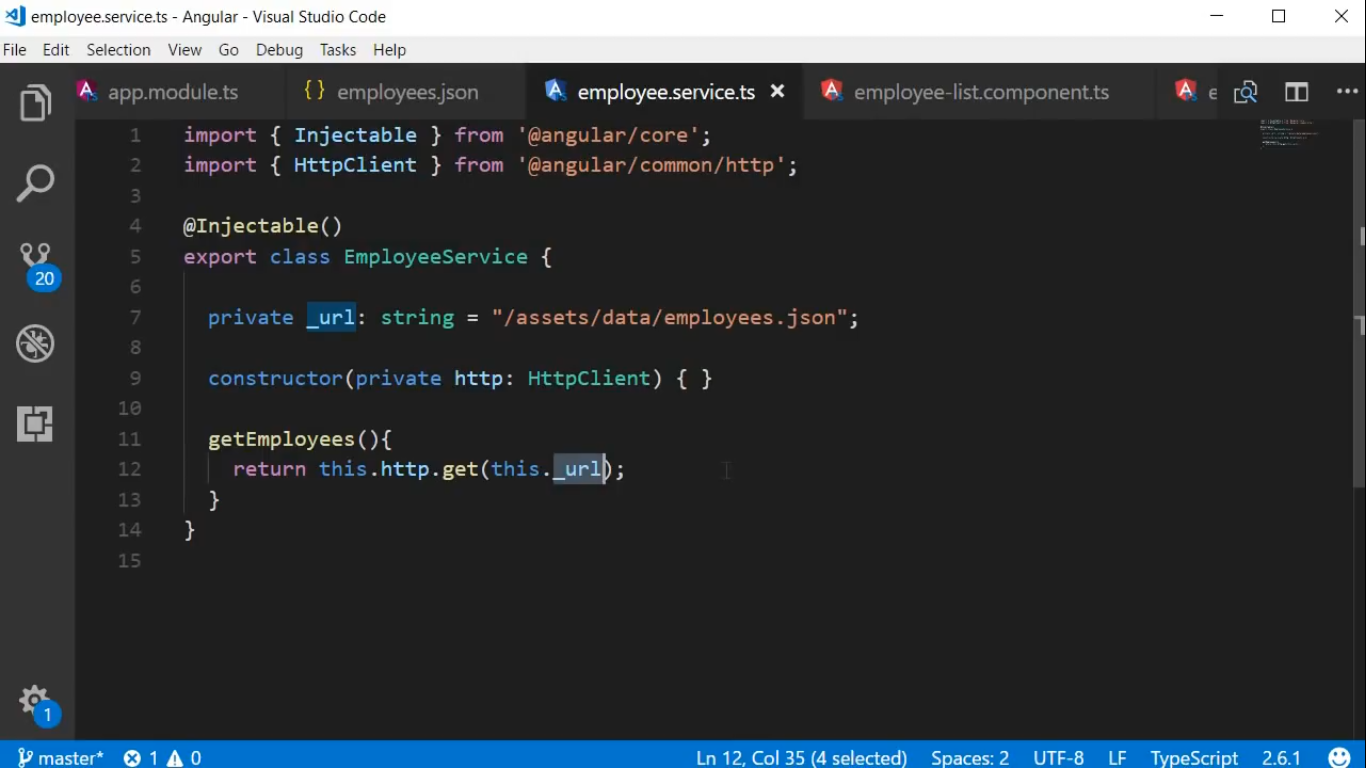 employee.service.ts - Angular - Visual Studio Code
File Edit Selection View Go Debug Tasks Help
app.module.ts {} employees.json employee.service.ts employee-list.component.ts e
1 import { Injectable } from '@angular/core';
2 import { HttpClient } from '@angular/common/http';
3
4 @Injectable()
5 export class EmployeeService {
6
7 private _url: string = "/assets/data/employees.json";
8
9 constructor(private http: HttpClient) { }
10
11 getEmployees(){
12 return this.http.get(this._url);
13 }
14 }
15
20
1
master* 1 0 Ln 12, Col 35 (4 selected) Spaces: 2 UTF-8 LF TypeScript 2.6.1